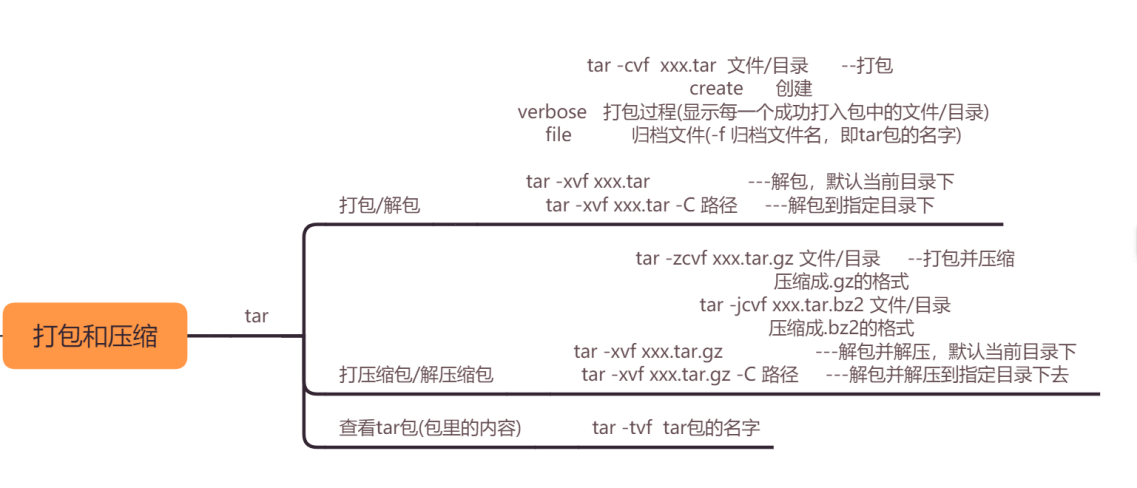 tar -cvf xxx.tar 文件/目录 --打包
create 创建
verbose 打包过程(显示每一个成功打入包中的文件/目录)
file 归档文件(-f 归档文件名，即tar包的名字)
tar -xvf xxx.tar ---解包，默认当前目录下
打包/解包 tar -xvf xxx.tar -C 路径 ---解包到指定目录下
tar -zcvf xxx.tar.gz 文件/目录 --打包并压缩
压缩成.gz的格式
tar -jcvf xxx.tar.bz2 文件/目录
压缩成.bz2的格式
tar -xvf xxx.tar.gz ---解包并解压，默认当前目录下
打压缩包/解压缩包 tar -xvf xxx.tar.gz -C 路径 ---解包并解压到指定目录下去
查看tar包(包里的内容) tar -tvf tar包的名字
tar
打包和压缩